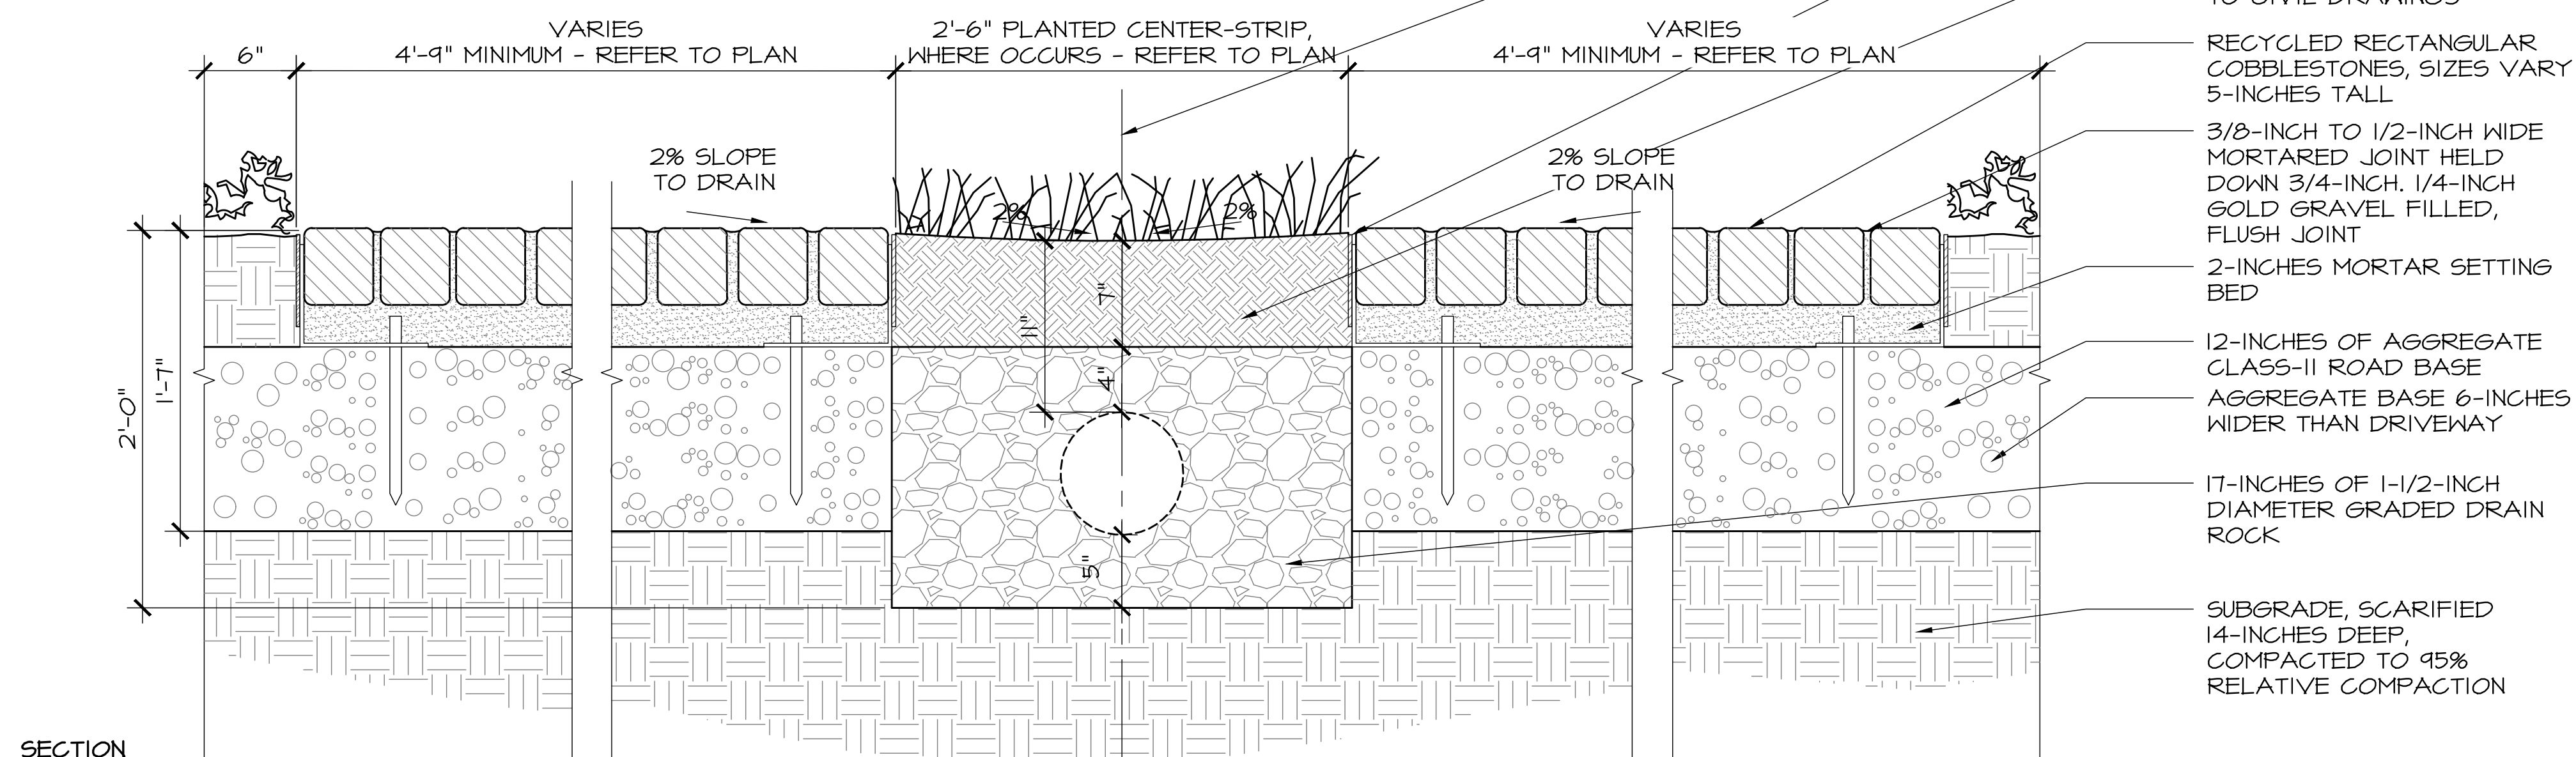 VARIES
4'-9" MINIMUM - REFER TO PLAN
6"
2'-6" PLANTED CENTER-STRIP,
WHERE OCCURS - REFER TO PLAN
VARIES
4'-9" MINIMUM - REFER TO PLAN
2% SLOPE
TO DRAIN
2% SLOPE
TO DRAIN
2%
2%
7"
11"
4"
5"
1'-7"
2'-0"
TO CIVIL DRAWINGS
RECYCLED RECTANGULAR
COBBLESTONES, SIZES VARY
5-INCHES TALL
3/8-INCH TO 1/2-INCH WIDE
MORTARED JOINT HELD
DOWN 3/4-INCH. 1/4-INCH
GOLD GRAVEL FILLED,
FLUSH JOINT
2-INCHES MORTAR SETTING
BED
12-INCHES OF AGGREGATE
CLASS-II ROAD BASE
AGGREGATE BASE 6-INCHES
WIDER THAN DRIVEWAY
17-INCHES OF 1-1/2-INCH
DIAMETER GRADED DRAIN
ROCK
SUBGRADE, SCARIFIED
14-INCHES DEEP,
COMPACTED TO 95%
RELATIVE COMPACTION
SECTION